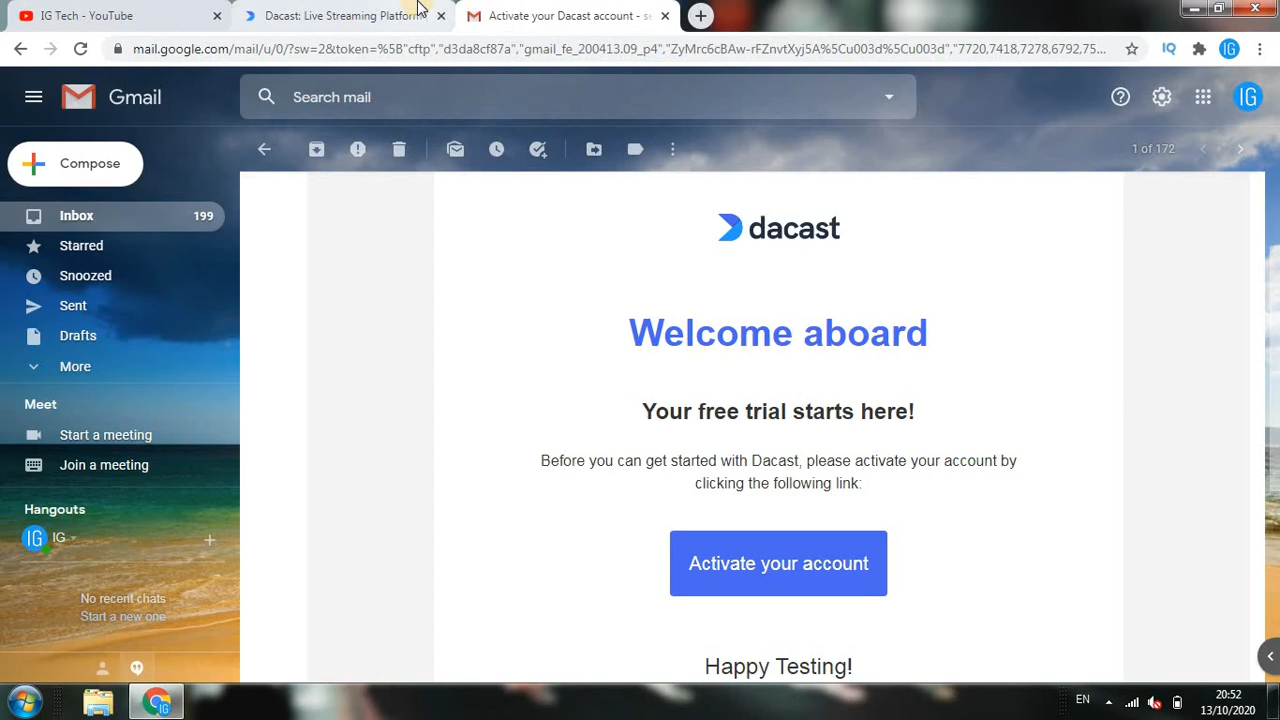 IG Tech - YouTube
Dacast: Live Streaming Platform
Activate your Dacast account - s
mail.google.com/mail/u/0/?sw=2&token=%5B"cftp","d3da8cf87a","gmail_fe_200413.09_p4","ZyMrc6cBAw-rFZnvtXyj5A%5Cu003d%5Cu003d","7720,7418,7278,6792,75...
IQ
IG
Gmail
Search mail
IG
Compose
1 of 172
Inbox 199
Starred
Snoozed
Sent
Drafts
More
Meet
Start a meeting
Join a meeting
Hangouts
IG IG
No recent chats
Start a new one
dacast
Welcome aboard
Your free trial starts here!
Before you can get started with Dacast, please activate your account by
clicking the following link:
Activate your account
Happy Testing!
IG
EN
20:52
13/10/2020